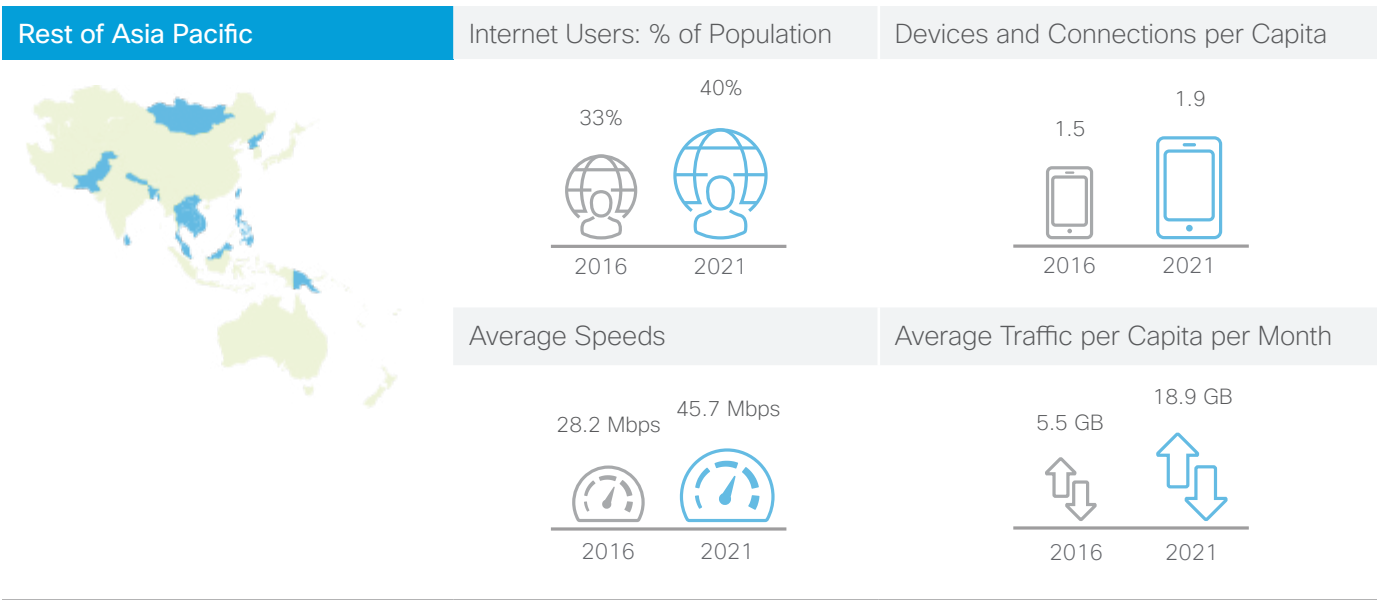 Rest of Asia Pacific
Internet Users: % of Population
33%
40%
2016
2021
Devices and Connections per Capita
1.5
1.9
2016
2021
Average Speeds
28.2 Mbps
45.7 Mbps
2016
2021
Average Traffic per Capita per Month
5.5 GB
18.9 GB
2016
2021